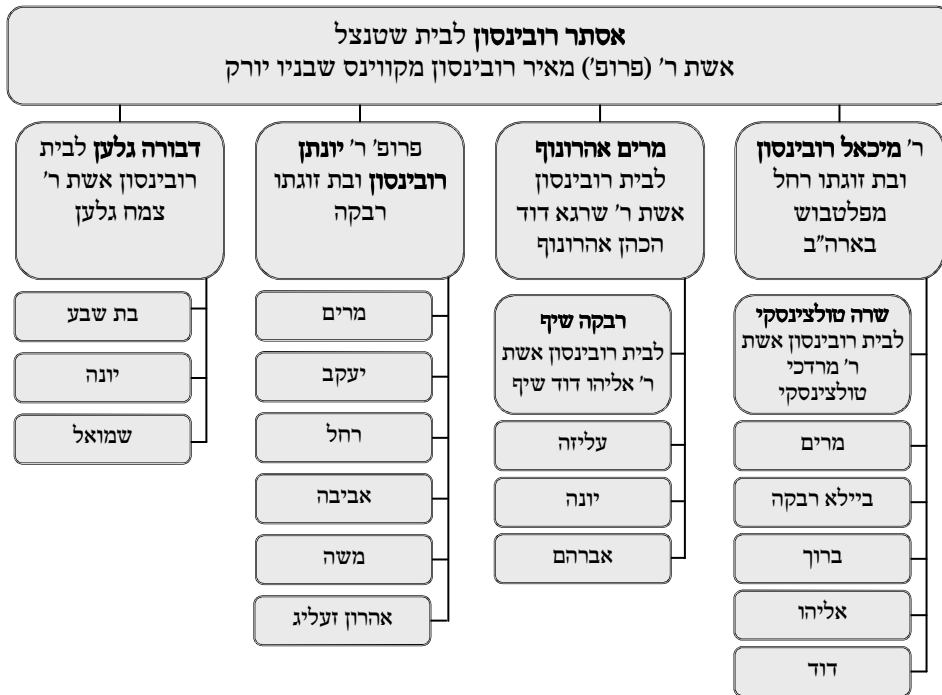 אסתר רובינסון לבית שטנצל
אשת ר' (פרופ') מאיר רובינסון מקווינס שבניו יורק
ר' מיכאל רובינסון
ובת זוגתו רחל
מפלטבוש
בארה"ב
שרה טולצינסקי
לבית רובינסון אשת
ר' מרדכי
טולצינסקי
מרים
ביילא רבקה
ברוך
אליהו
דוד
מרים אהרונוף
לבית רובינסון
אשת ר' שרגא דוד
הכהן אהרונוף
רבקה שיף
לבית רובינסון אשת
ר' אליהו דוד שיף
עליזה
יונה
אברהם
פרופ' ר' יונתן
רובינסון ובת זוגתו
רבקה
מרים
יעקב
רחל
אביבה
משה
אהרון זעליג
דבורה גלען לבית
רובינסון אשת ר'
צמח גלען
בת שבע
יונה
שמואל